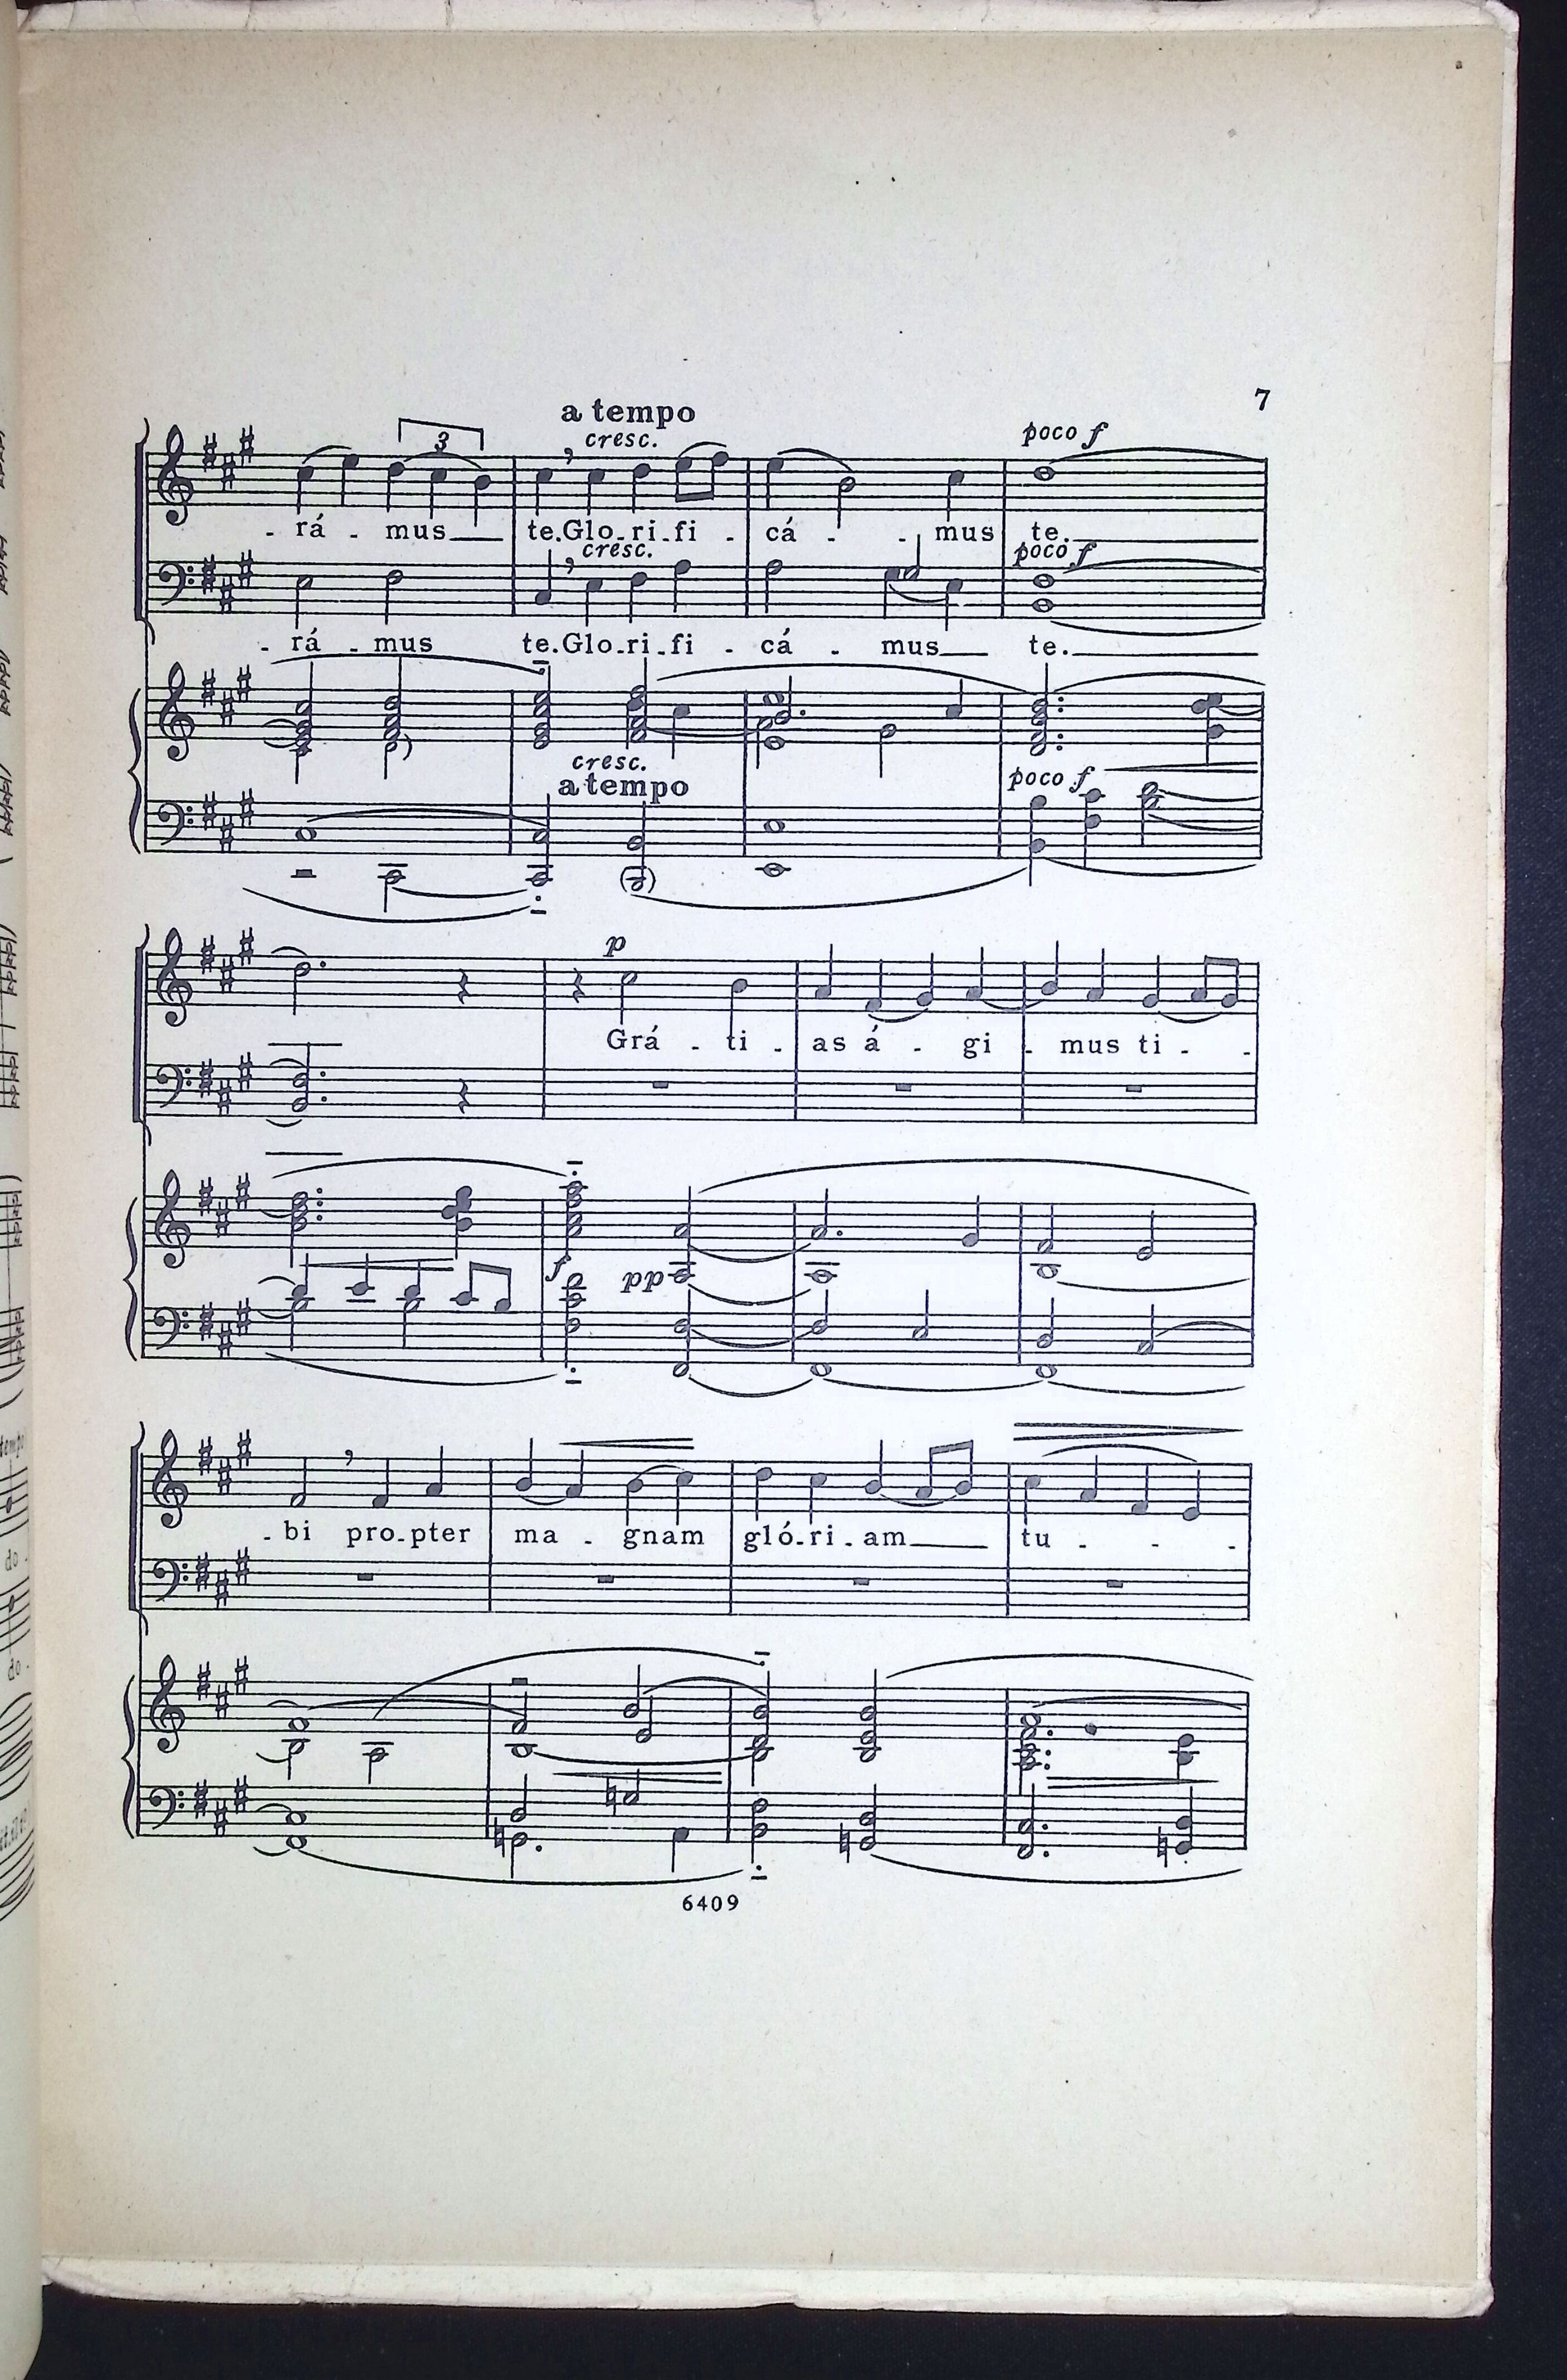 7
a tempo
3 cresc. poco f
- rá - mus te. Glo - ri - fi - cá - - mus te.
cresc. poco f
- rá - mus te. Glo - ri - fi - cá - mus te.
cresc.
a tempo poco f
p
Grá - ti - as á - gi - mus ti - -
f pp
- bi pro - pter ma - gnam gló - ri - am tu - - -
6409